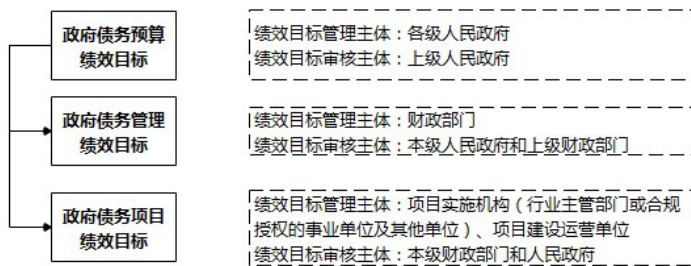 政府债务预算
绩效目标
绩效目标管理主体：各级人民政府
绩效目标审核主体：上级人民政府
政府债务管理
绩效目标
绩效目标管理主体：财政部门
绩效目标审核主体：本级人民政府和上级财政部门
政府债务项目
绩效目标
绩效目标管理主体：项目实施机构（行业主管部门或合规
授权的事业单位及其他单位）、项目建设运营单位
绩效目标审核主体：本级财政部门和人民政府